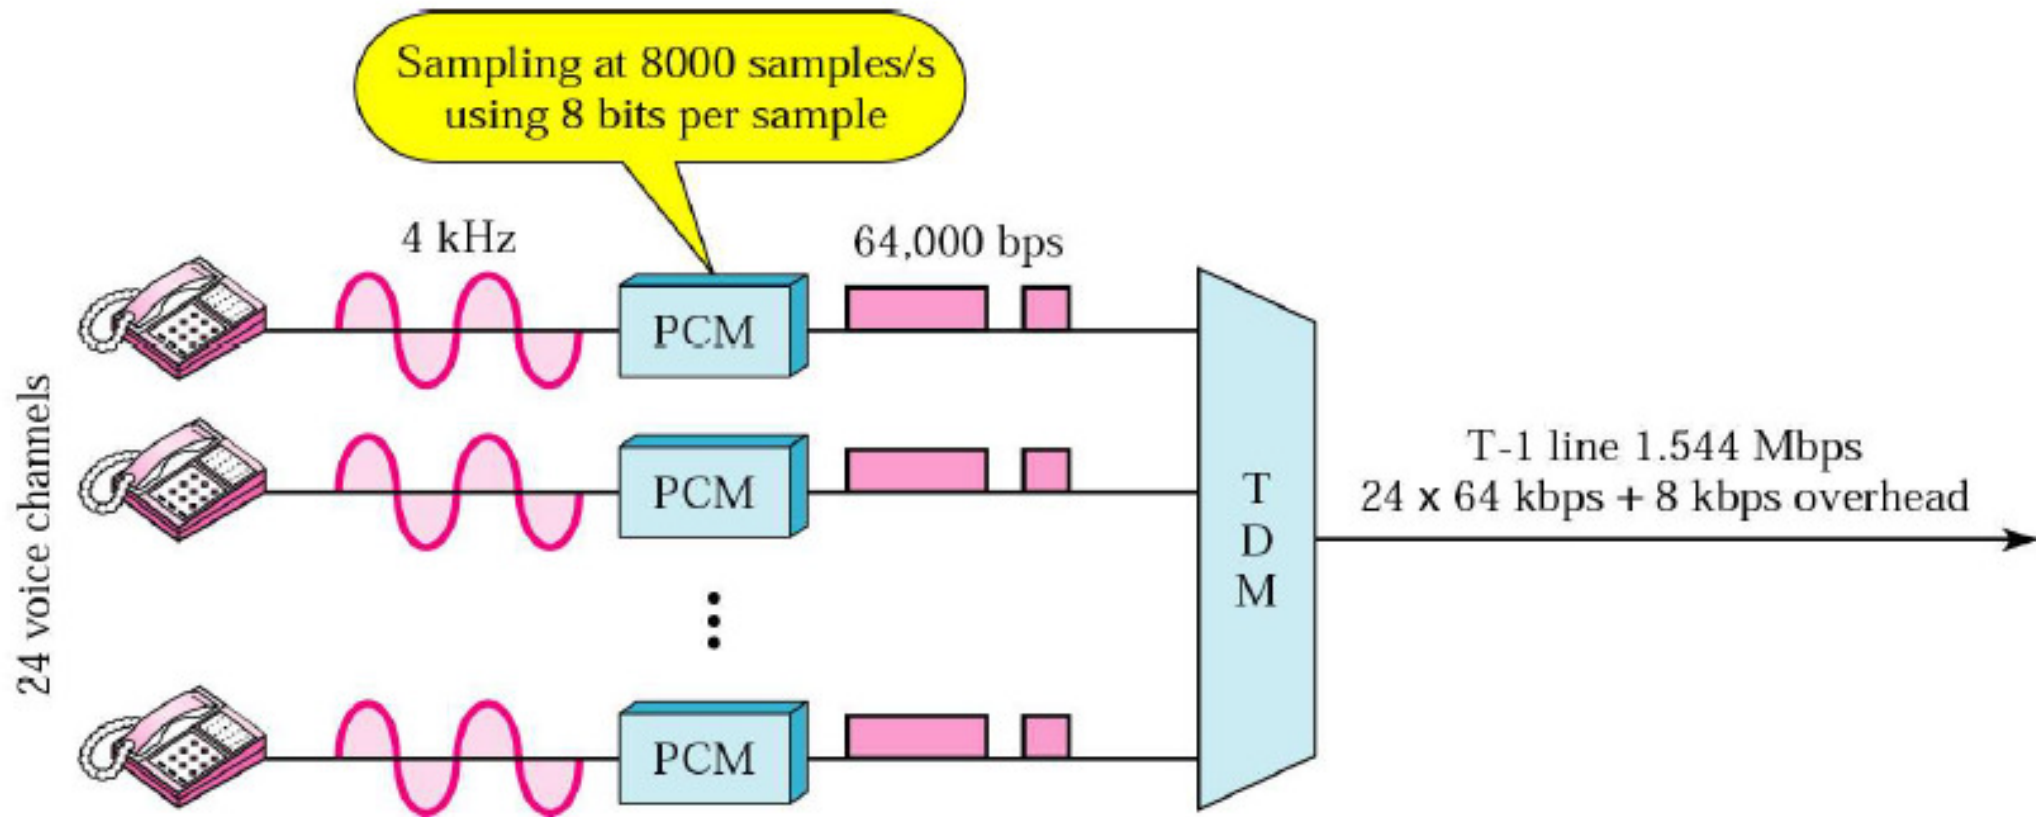 Sampling at 8000 samples/s
using 8 bits per sample
4 kHz
64,000 bps
PCM
24 voice channels
PCM
T
D
M
T-1 line 1.544 Mbps
24 x 64 kbps + 8 kbps overhead
PCM